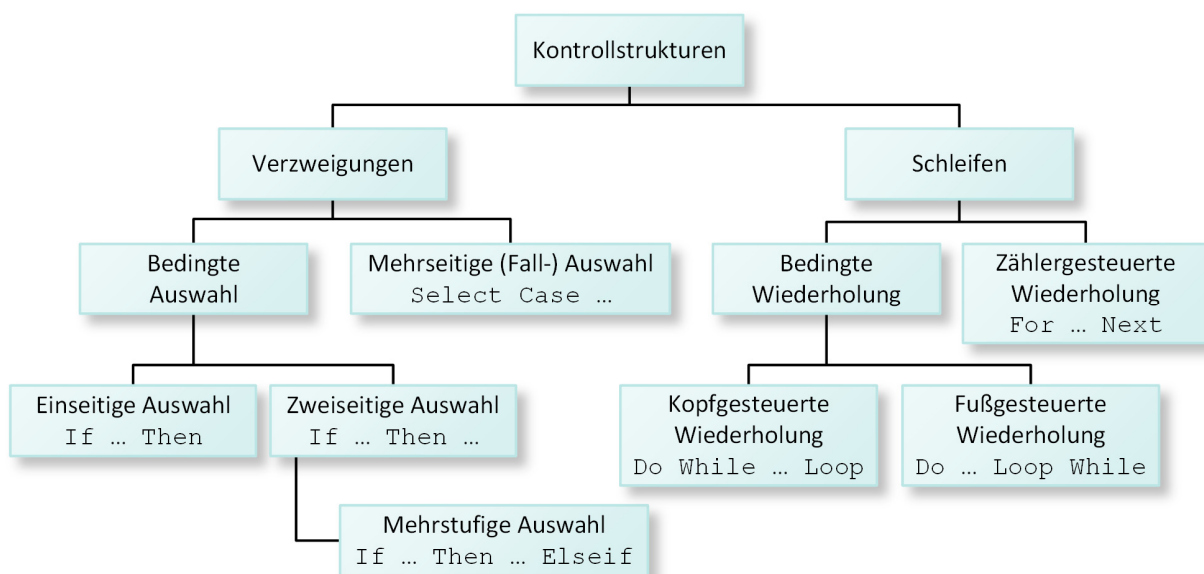 Kontrollstrukturen
Verzweigungen
Schleifen
Bedingte
Auswahl
Mehrseitige (Fall-) Auswahl
Select Case …
Bedingte
Wiederholung
Zählergesteuerte
Wiederholung
For … Next
Einseitige Auswahl
If … Then
Zweiseitige Auswahl
If … Then …
Kopfgesteuerte
Wiederholung
Do While … Loop
Fußgesteuerte
Wiederholung
Do … Loop While
Mehrstufige Auswahl
If … Then … Elseif